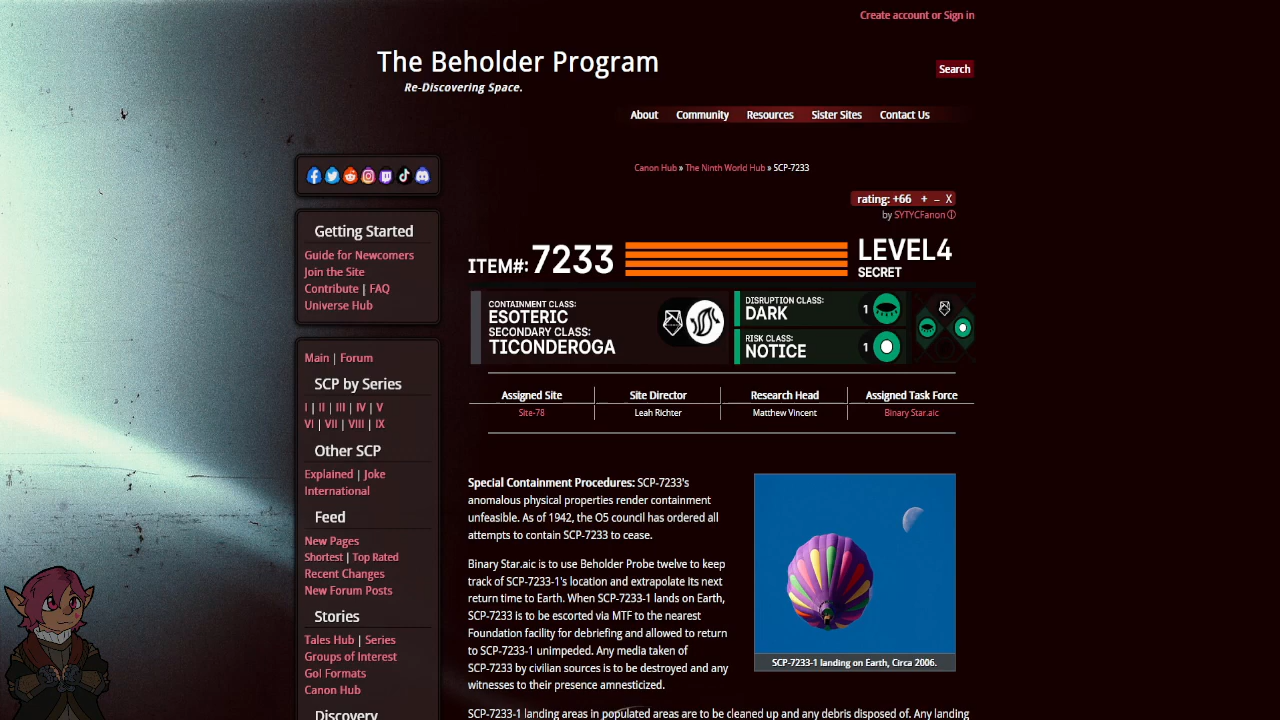 Create account or Sign in
The Beholder Program
Re-Discovering Space.
Search
About Community Resources Sister Sites Contact Us
Canon Hub » The Ninth World Hub » SCP-7233
rating: +66 + – X
by SYTYCFanon
Getting Started
Guide for Newcomers
Join the Site
Contribute | FAQ
Universe Hub
Main | Forum
SCP by Series
I | II | III | IV | V
VI | VII | VIII | IX
Other SCP
Explained | Joke
International
Feed
New Pages
Shortest | Top Rated
Recent Changes
New Forum Posts
Stories
Tales Hub | Series
Groups of Interest
GoI Formats
Canon Hub
Discovery
ITEM#: 7233
LEVEL4
SECRET
CONTAINMENT CLASS:
ESOTERIC
SECONDARY CLASS:
TICONDEROGA
DISRUPTION CLASS:
DARK
1
RISK CLASS:
NOTICE
1
Assigned Site Site Director Research Head Assigned Task Force
Site-78 Leah Richter Matthew Vincent Binary Star.aic
Special Containment Procedures: SCP-7233's
anomalous physical properties render containment
unfeasible. As of 1942, the O5 council has ordered all
attempts to contain SCP-7233 to cease.
Binary Star.aic is to use Beholder Probe twelve to keep
track of SCP-7233-1's location and extrapolate its next
return time to Earth. When SCP-7233-1 lands on Earth,
SCP-7233 is to be escorted via MTF to the nearest
Foundation facility for debriefing and allowed to return
to SCP-7233-1 unimpeded. Any media taken of
SCP-7233 by civilian sources is to be destroyed and any
witnesses to their presence amnesticized.
SCP-7233-1 landing on Earth, Circa 2006.
SCP-7233-1 landing areas in populated areas are to be cleaned up and any debris disposed of. Any landing